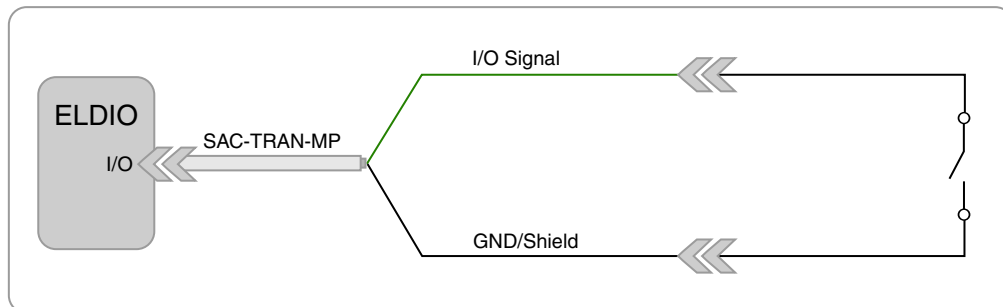 I/O Signal
ELDIO
SAC-TRAN-MP
I/O
GND/Shield